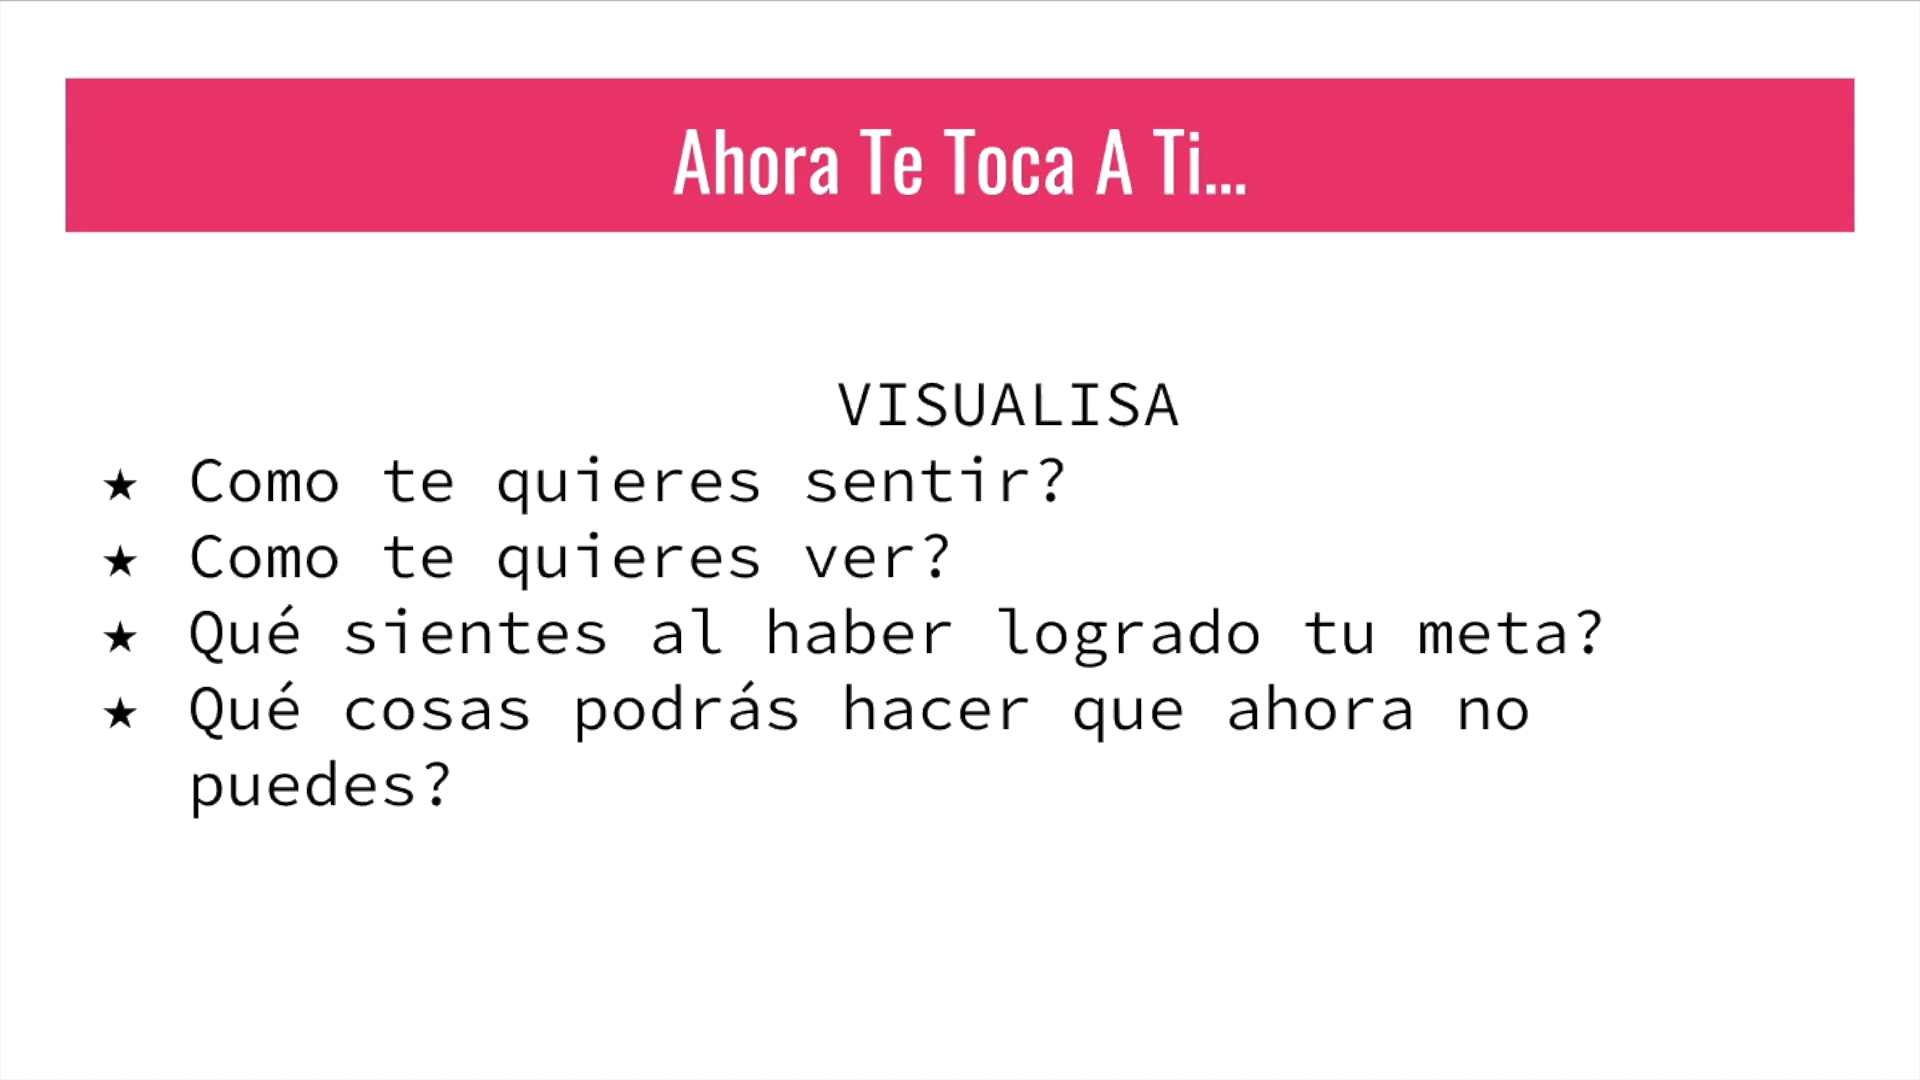 Ahora Te Toca A Ti...
VISUALISA
★ Como te quieres sentir?
★ Como te quieres ver?
★ Qué sientes al haber logrado tu meta?
★ Qué cosas podrás hacer que ahora no
puedes?